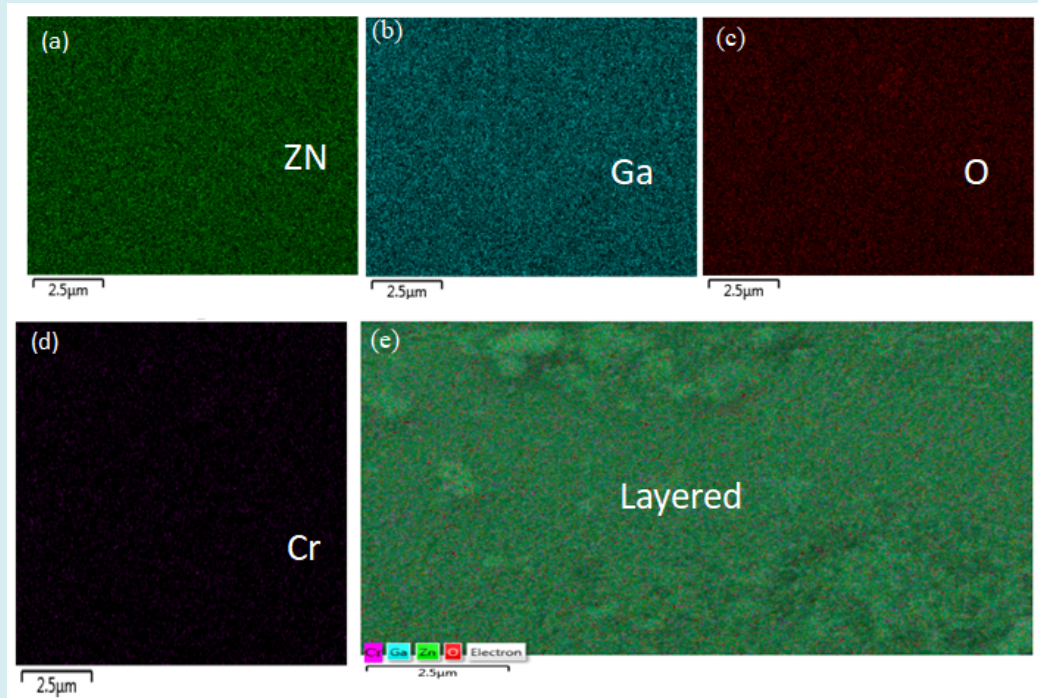 (a)
ZN
2.5µm
(b)
Ga
2.5µm
(c)
O
2.5µm
(d)
Cr
2.5µm
(e)
Layered
Cr Ga Zn O Electron
2.5µm